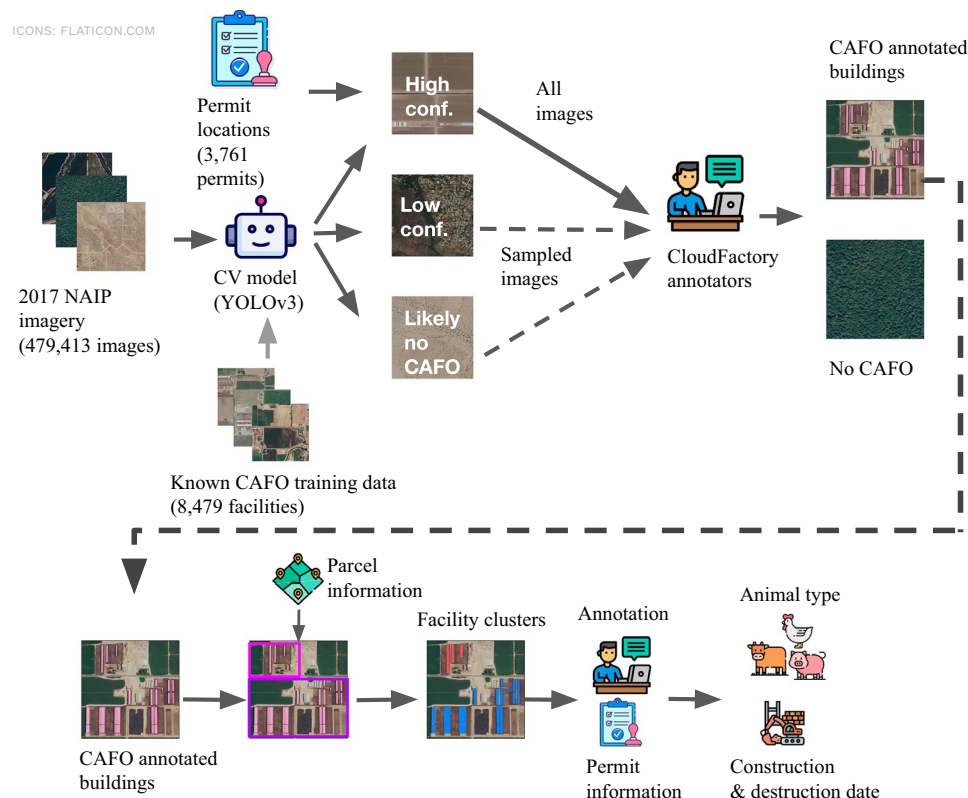 ICONS: FLATICON.COM
Permit
locations
(3,761
permits)
High
conf.
All
images
CAFO annotated
buildings
Low
conf.
Sampled
images
CloudFactory
annotators
2017 NAIP
imagery
(479,413 images)
CV model
(YOLOv3)
Likely
no
CAFO
No CAFO
Known CAFO training data
(8,479 facilities)
Parcel
information
Facility clusters
Annotation
Animal type
CAFO annotated
buildings
Permit
information
Construction
& destruction date